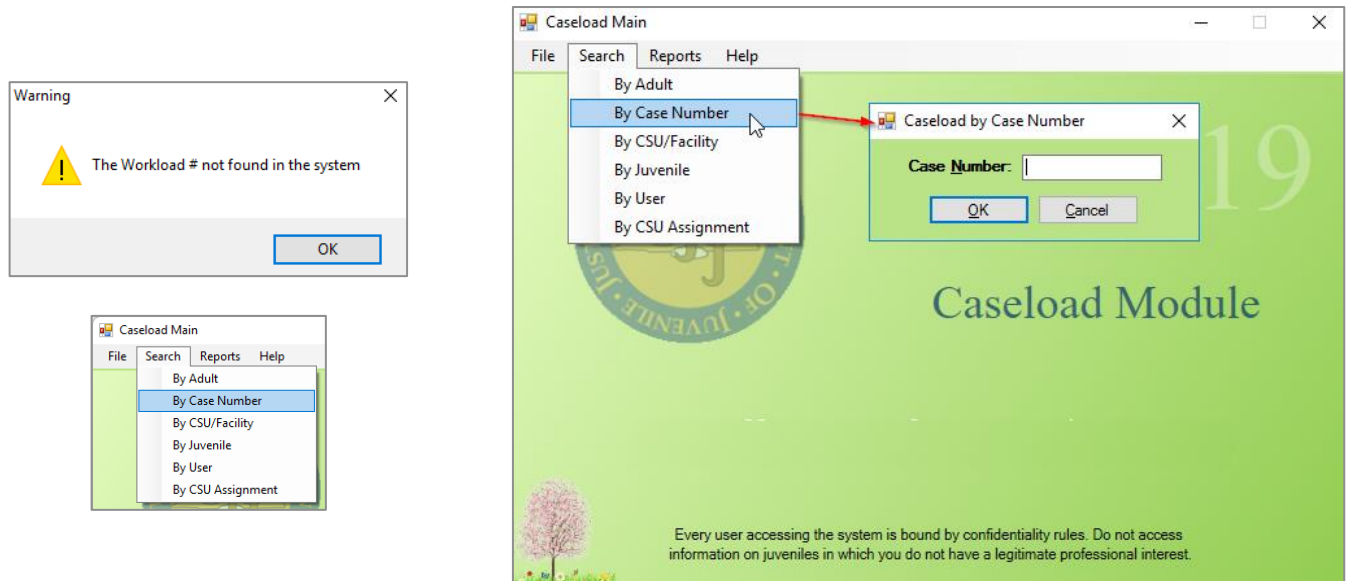 Warning
The Workload # not found in the system
OK
Caseload Main
File Search Reports Help
By Adult
By Case Number
By CSU/Facility
By Juvenile
By User
By CSU Assignment
Caseload Main
File Search Reports Help
By Adult
By Case Number
By CSU/Facility
By Juvenile
By User
By CSU Assignment
Caseload by Case Number
Case Number:
OK Cancel
19
OF JUVENILE
Caseload Module
Every user accessing the system is bound by confidentiality rules. Do not access
information on juveniles in which you do not have a legitimate professional interest.